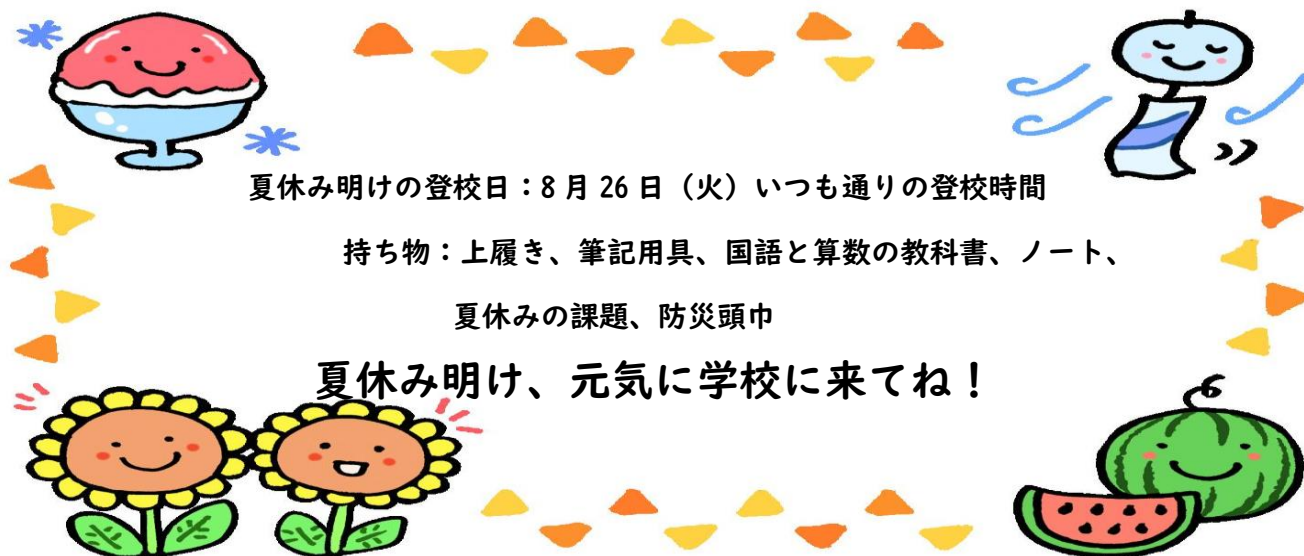 夏休み明けの登校日：8月26日（火）いつも通りの登校時間
持ち物：上履き、筆記用具、国語と算数の教科書、ノート、
夏休みの課題、防災頭巾
夏休み明け、元気に学校に来てね！